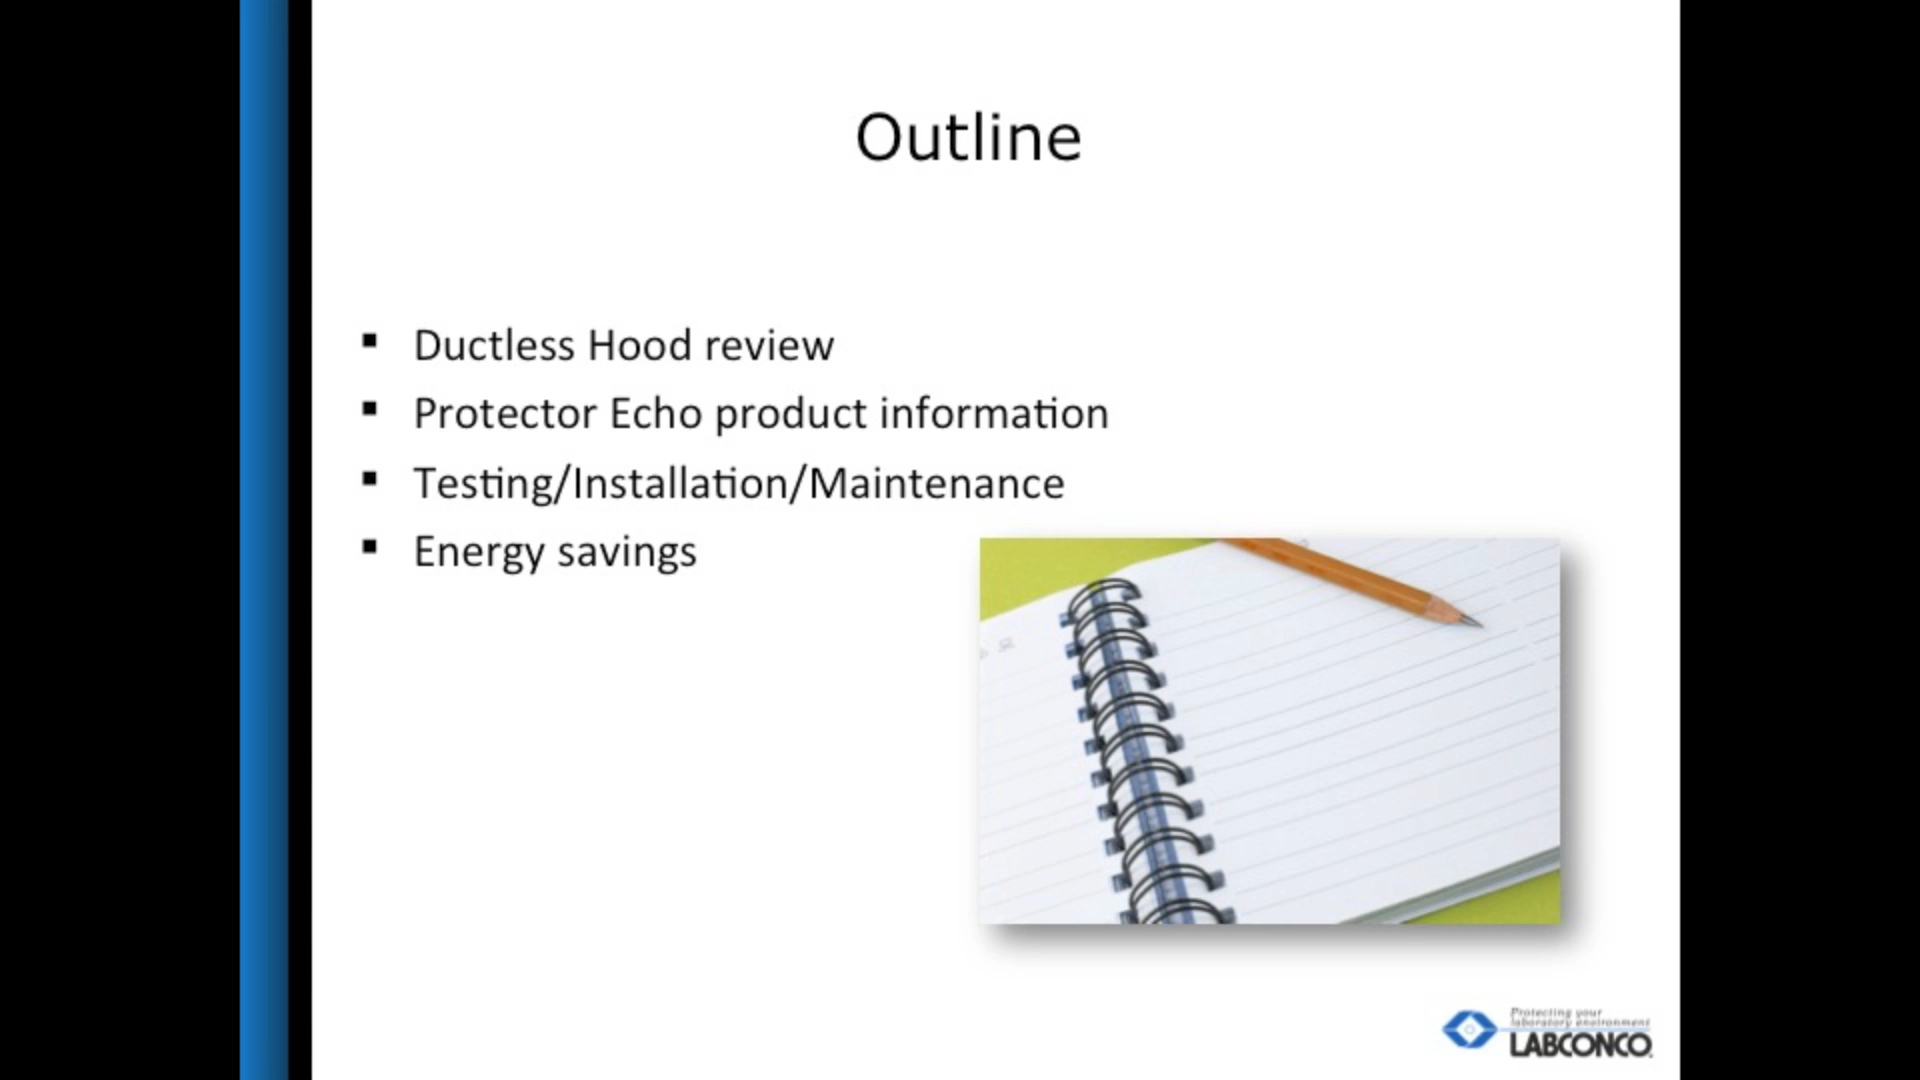 Outline
▪ Ductless Hood review
▪ Protector Echo product information
▪ Testing/Installation/Maintenance
▪ Energy savings
Protecting your
laboratory environment
LABCONCO